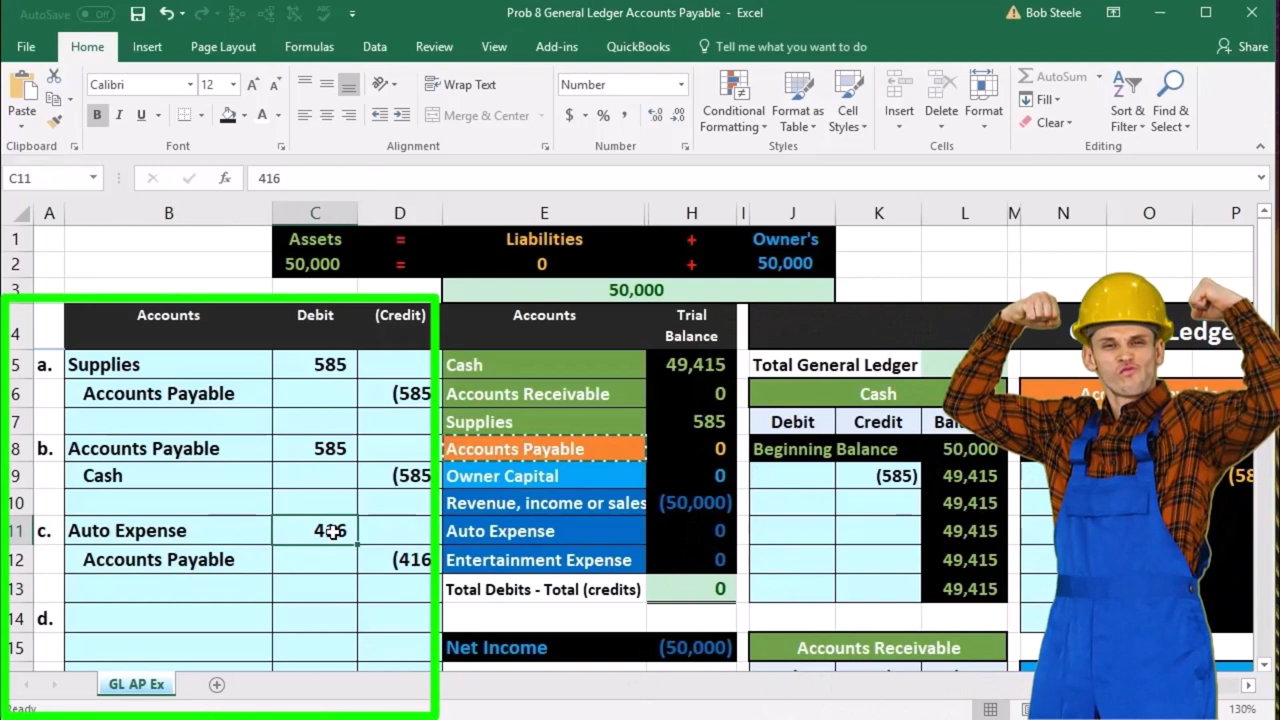 AutoSave Off Prob 8 General Ledger Accounts Payable - Excel Bob Steele
File Home Insert Page Layout Formulas Data Review View Add-ins QuickBooks Tell me what you want to do Share
Calibri 12 Wrap Text Number
Paste B I U Merge & Center $ % , Conditional Formatting Format as Table Cell Styles Insert Delete Format AutoSum Fill Clear Sort & Filter Find & Select
Clipboard Font Alignment Number Styles Cells Editing
C11 fx 416
A B C D E H I J K L M N O P
1 Assets = Liabilities + Owner's
2 50,000 = 0 + 50,000
3 50,000
4 Accounts Debit (Credit) Accounts Trial Balance
5 a. Supplies 585 Cash 49,415 Total General Ledger
6 Accounts Payable (585 Accounts Receivable 0 Cash
7 Supplies 585 Debit Credit
8 b. Accounts Payable 585 Accounts Payable 0 Beginning Balance 50,000
9 Cash (585 Owner Capital 0 (585) 49,415 (58
10 Revenue, income or sales (50,000) 49,415
11 c. Auto Expense 416 Auto Expense 0 49,415
12 Accounts Payable (416 Entertainment Expense 0 49,415
13 Total Debits - Total (credits) 0 49,415
14 d.
15 Net Income (50,000) Accounts Receivable
GL AP Ex
130%